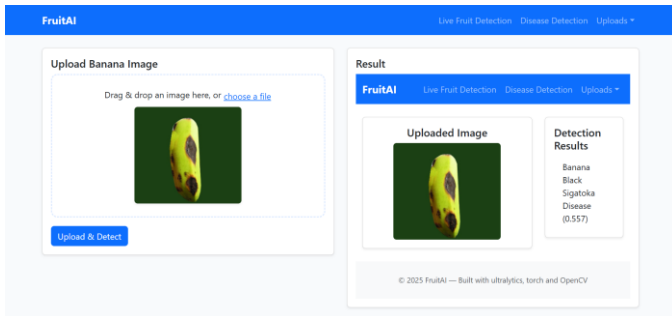 FruitAI
Live Fruit Detection Disease Detection Uploads
Upload Banana Image
Drag & drop an image here, or choose a file
Upload & Detect
Result
FruitAI
Live Fruit Detection Disease Detection Uploads
Uploaded Image
Detection
Results
Banana
Black
Sigatoka
Disease
(0.557)
© 2025 FruitAI — Built with ultralytics, torch and OpenCV